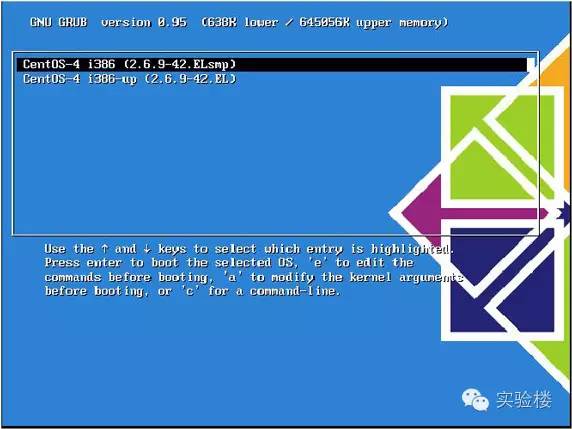 GNU GRUB version 0.95 (638K lower / 645056K upper memory)
CentOS-4 i386 (2.6.9-42.ELsmp)
CentOS-4 i386-up (2.6.9-42.EL)
Use the ↑ and ↓ keys to select which entry is highlighted.
Press enter to boot the selected OS, 'e' to edit the
commands before booting, 'a' to modify the kernel arguments
before booting, or 'c' for a command-line.
实验楼